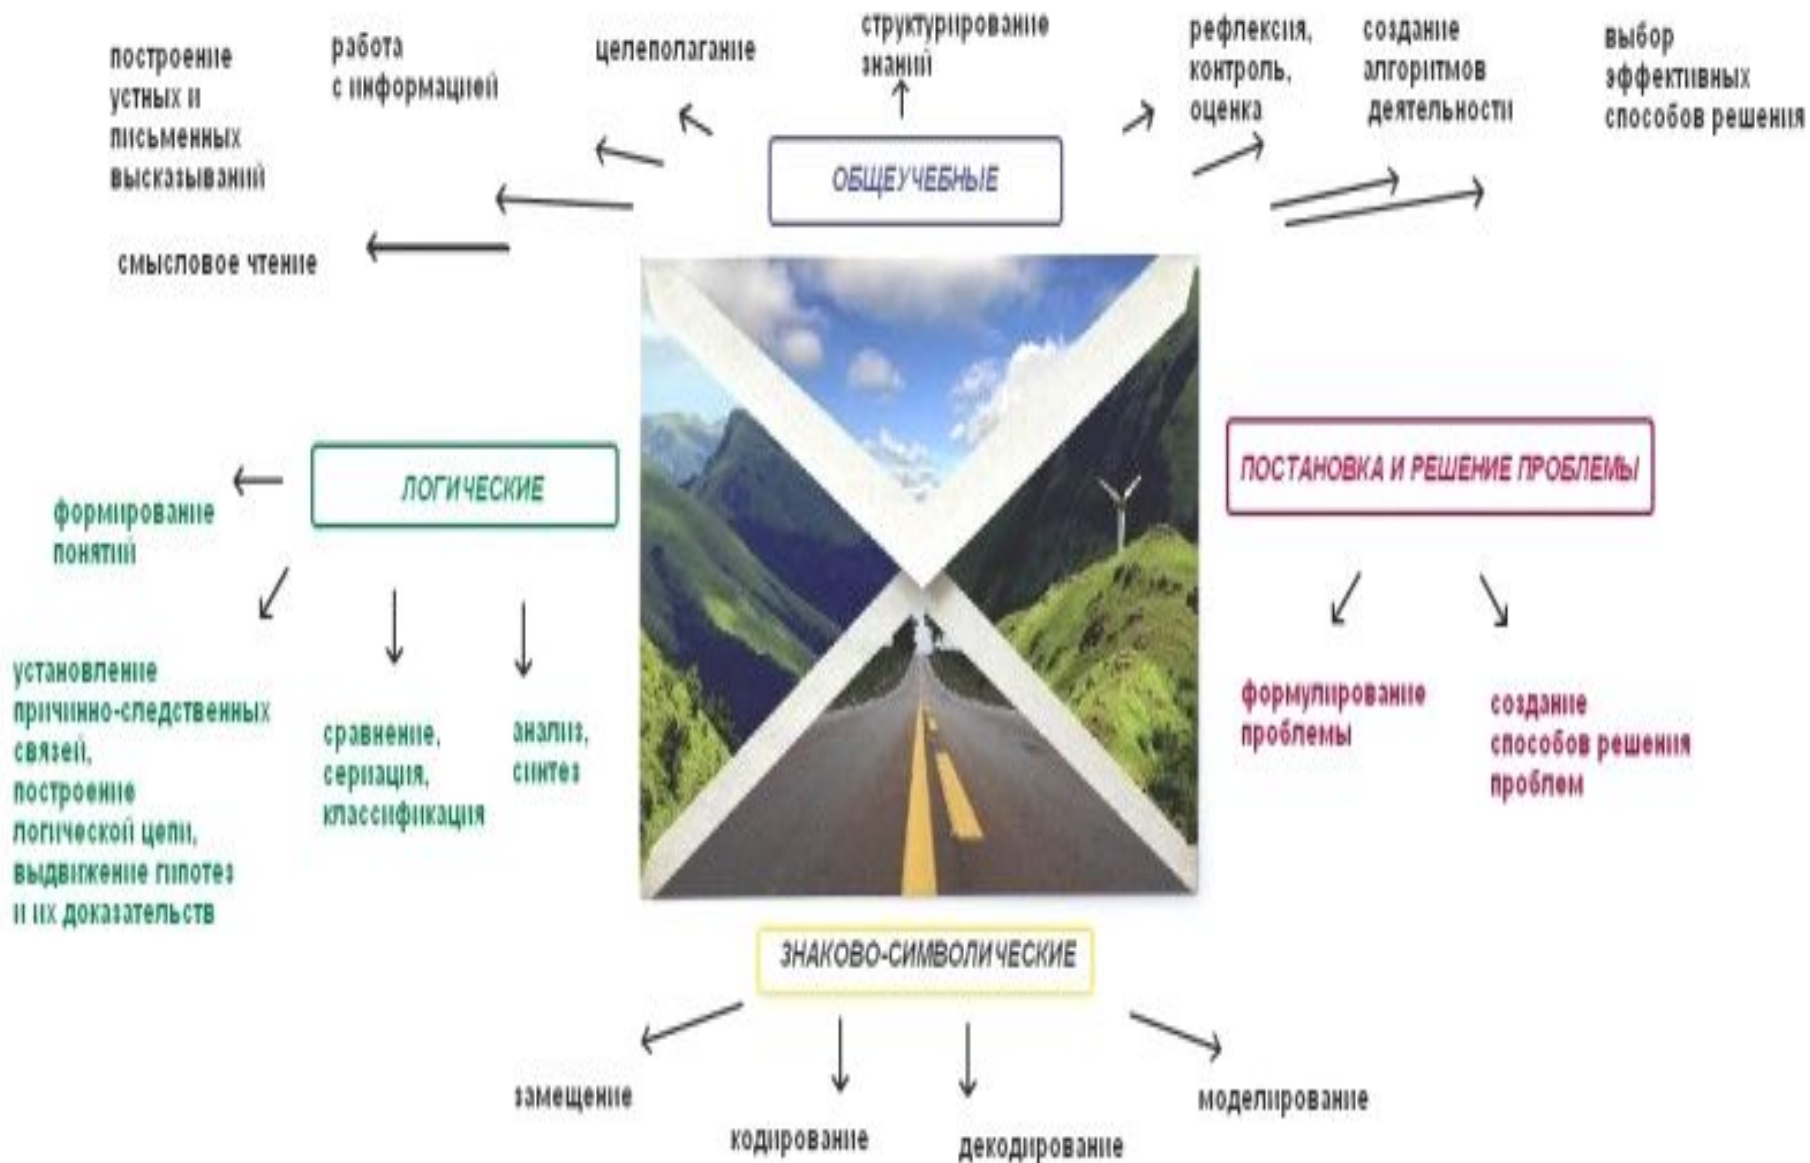 построение
устных и
письменных
высказываний
работа
с информацией
целеполагание
структурирование
знаний
рефлексия,
контроль,
оценка
создание
алгоритмов
деятельности
выбор
эффективных
способов решения
ОБЩЕУЧЕБНЫЕ
смысловое чтение
ЛОГИЧЕСКИЕ
формирование
понятий
установление
причинно-следственных
связей,
построение
логической цепи,
выдвижение гипотез
и их доказательств
сравнение,
сериация,
классификация
анализ,
синтез
ПОСТАНОВКА И РЕШЕНИЕ ПРОБЛЕМЫ
формулирование
проблемы
создание
способов решения
проблем
ЗНАКОВО-СИМВОЛИЧЕСКИЕ
замещение
кодирование
декодирование
моделирование